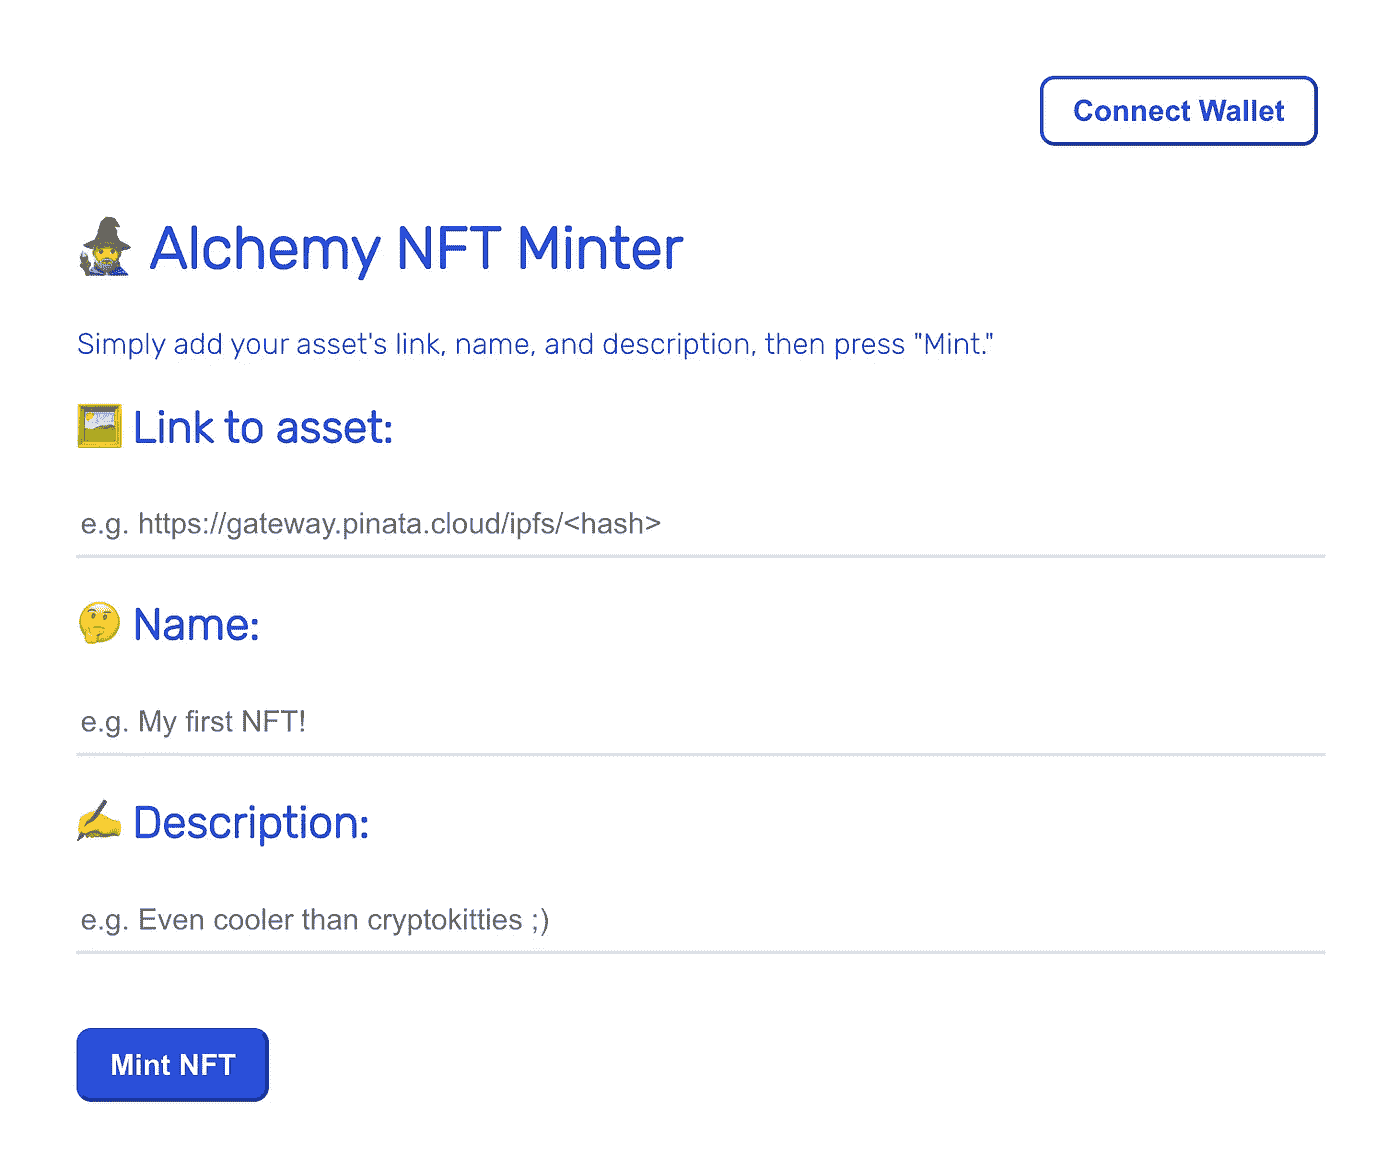 Connect Wallet
🧙‍♂️ Alchemy NFT Minter
Simply add your asset's link, name, and description, then press "Mint."
🖼 Link to asset:
e.g. https://gateway.pinata.cloud/ipfs/<hash>
🤔 Name:
e.g. My first NFT!
✍️ Description:
e.g. Even cooler than cryptokitties ;)
Mint NFT